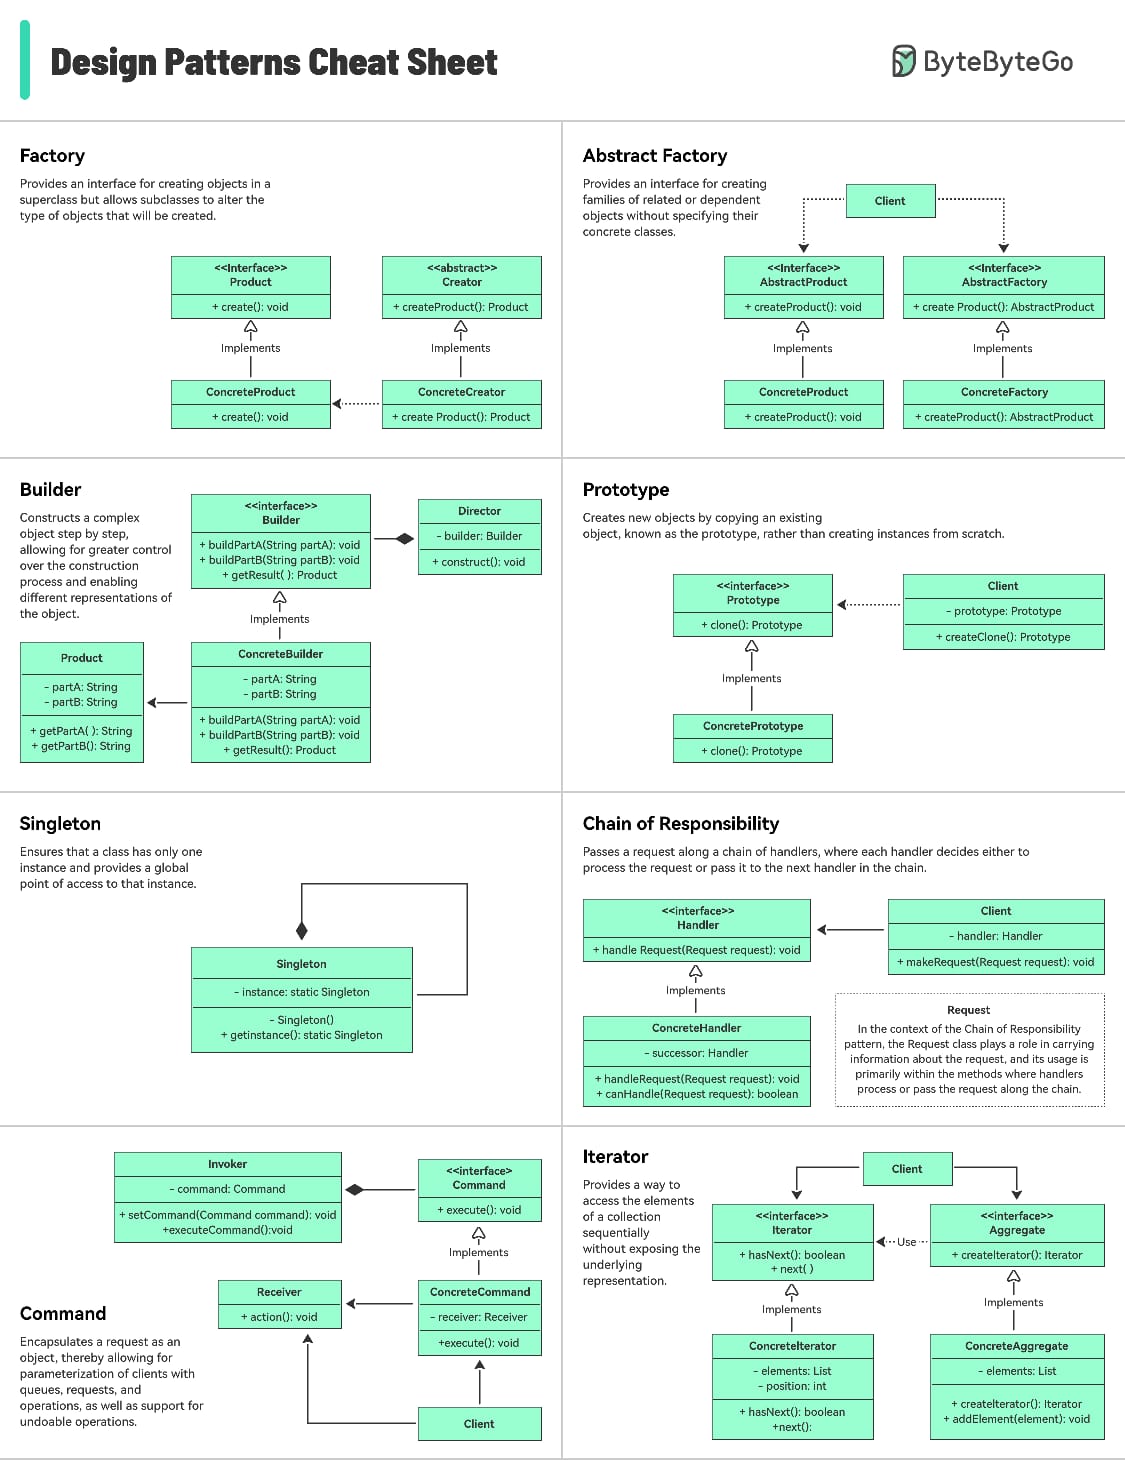 Design Patterns Cheat Sheet
ByteByteGo
Factory
Provides an interface for creating objects in a
superclass but allows subclasses to alter the
type of objects that will be created.
<<Interface>>
Product
+ create(): void
<<abstract>>
Creator
+ createProduct(): Product
Implements
Implements
ConcreteProduct
+ create(): void
ConcreteCreator
+ create Product(): Product
Abstract Factory
Provides an interface for creating
families of related or dependent
objects without specifying their
concrete classes.
Client
<<Interface>>
AbstractProduct
+ createProduct(): void
<<Interface>>
AbstractFactory
+ create Product(): AbstractProduct
Implements
Implements
ConcreteProduct
+ createProduct(): void
ConcreteFactory
+ createProduct(): AbstractProduct
Builder
Constructs a complex
object step by step,
allowing for greater control
over the construction
process and enabling
different representations of
the object.
<<interface>>
Builder
+ buildPartA(String partA): void
+ buildPartB(String partB): void
+ getResult( ): Product
Director
- builder: Builder
+ construct(): void
Implements
Product
- partA: String
- partB: String
+ getPartA( ): String
+ getPartB(): String
ConcreteBuilder
- partA: String
- partB: String
+ buildPartA(String partA): void
+ buildPartB(String partB): void
+ getResult(): Product
Prototype
Creates new objects by copying an existing
object, known as the prototype, rather than creating instances from scratch.
<<interface>>
Prototype
+ clone(): Prototype
Client
- prototype: Prototype
+ createClone(): Prototype
Implements
ConcretePrototype
+ clone(): Prototype
Singleton
Ensures that a class has only one
instance and provides a global
point of access to that instance.
Singleton
- instance: static Singleton
- Singleton()
+ getinstance(): static Singleton
Chain of Responsibility
Passes a request along a chain of handlers, where each handler decides either to
process the request or pass it to the next handler in the chain.
<<interface>>
Handler
+ handle Request(Request request): void
Client
- handler: Handler
+ makeRequest(Request request): void
Implements
ConcreteHandler
- successor: Handler
+ handleRequest(Request request): void
+ canHandle(Request request): boolean
Request
In the context of the Chain of Responsibility
pattern, the Request class plays a role in carrying
information about the request, and its usage is
primarily within the methods where handlers
process or pass the request along the chain.
Invoker
- command: Command
+ setCommand(Command command): void
+executeCommand():void
<<interface>
Command
+ execute(): void
Implements
Receiver
+ action(): void
ConcreteCommand
- receiver: Receiver
+execute(): void
Client
Command
Encapsulates a request as an
object, thereby allowing for
parameterization of clients with
queues, requests, and
operations, as well as support for
undoable operations.
Iterator
Provides a way to
access the elements
of a collection
sequentially
without exposing the
underlying
representation.
Client
<<interface>>
Iterator
+ hasNext(): boolean
+ next( )
Use
<<interface>>
Aggregate
+ createIterator(): Iterator
Implements
Implements
ConcreteIterator
- elements: List
- position: int
+ hasNext(): boolean
+next():
ConcreteAggregate
- elements: List
+ createIterator(): Iterator
+ addElement(element): void